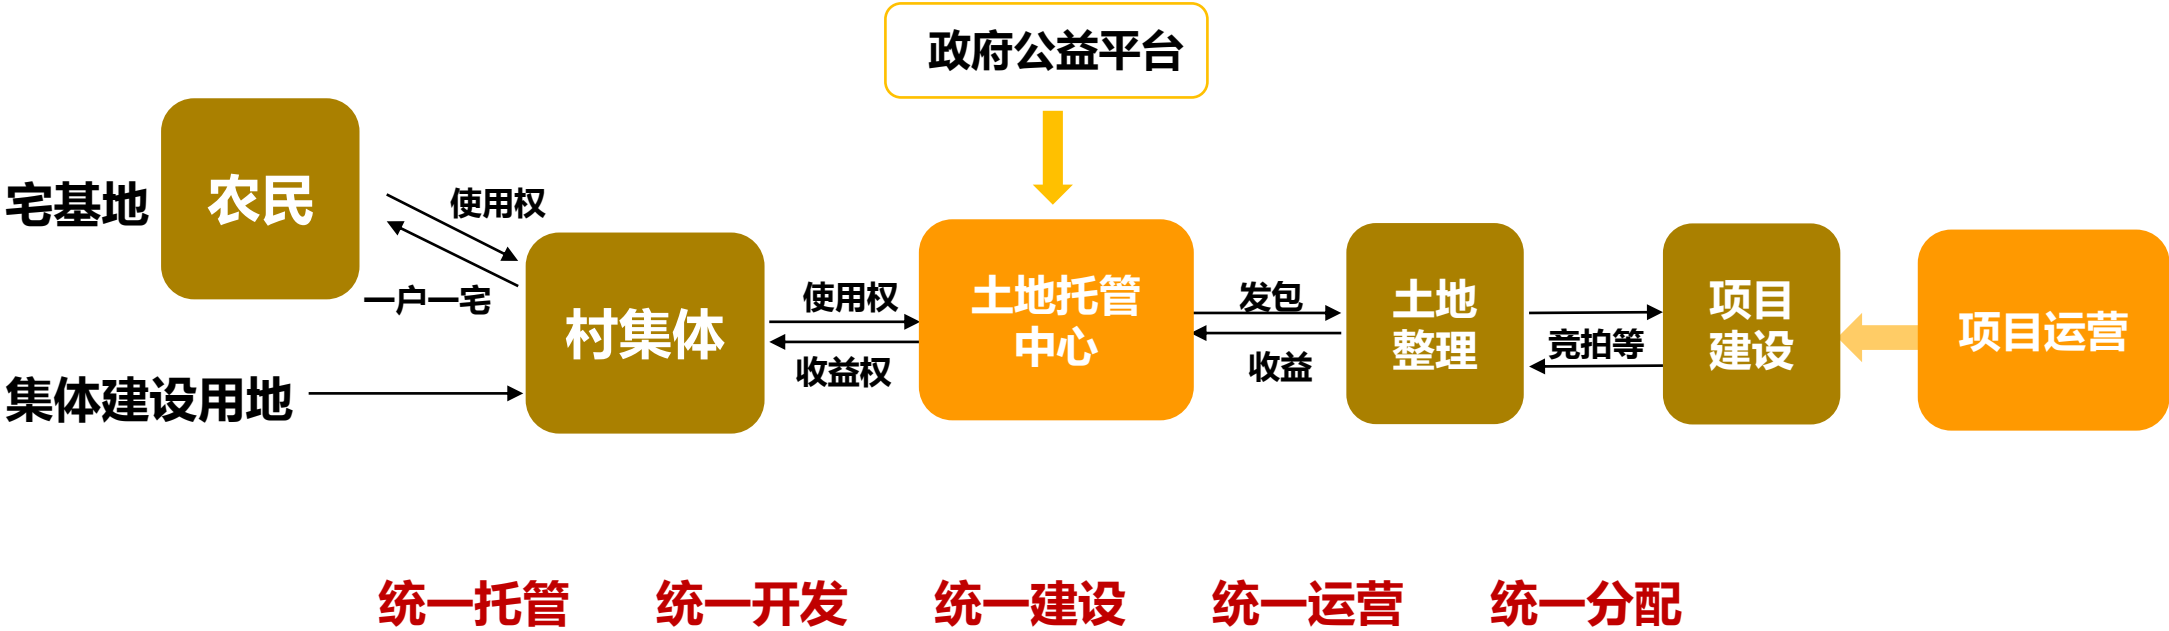 政府公益平台
农民
宅基地
使用权
一户一宅
村集体
集体建设用地
使用权
收益权
土地托管
中心
发包
收益
土地
整理
竞拍等
项目
建设
项目运营
统一托管
统一开发
统一建设
统一运营
统一分配